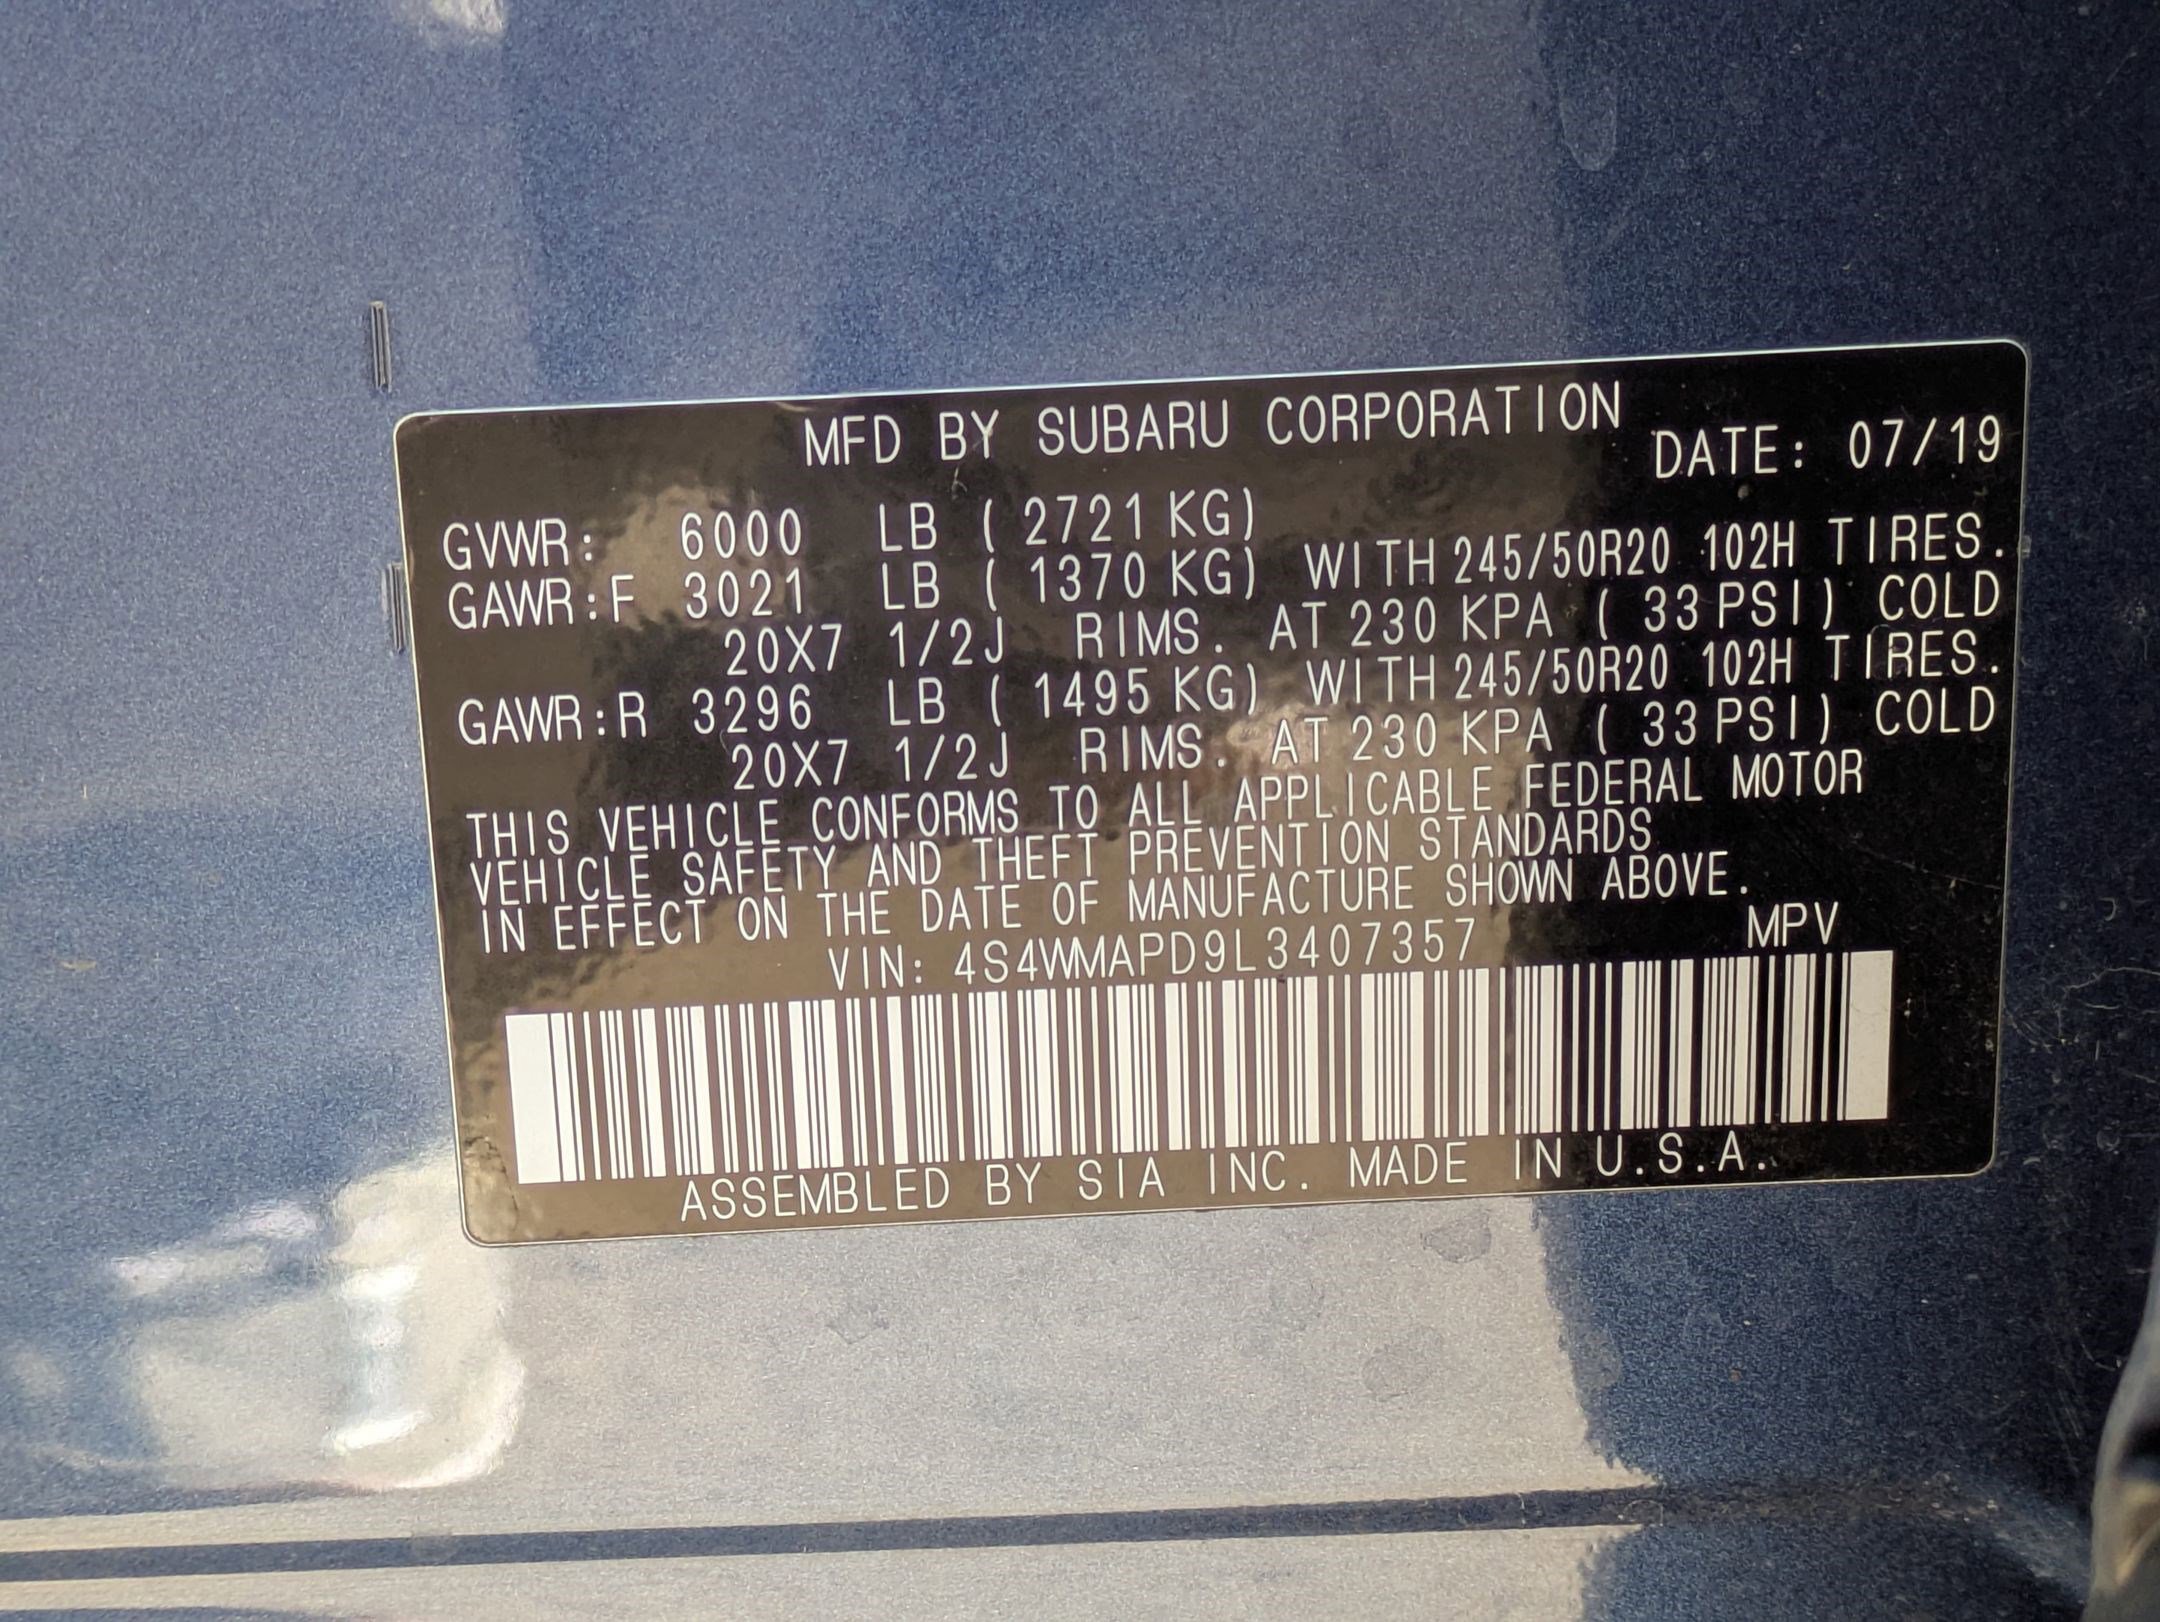 MFD BY SUBARU CORPORATION DATE: 07/19
GVWR: 6000 LB ( 2721 KG)
GAWR:F 3021 LB ( 1370 KG) WITH 245/50R20 102H TIRES.
20X7 1/2J RIMS. AT 230 KPA ( 33 PSI) COLD
GAWR:R 3296 LB ( 1495 KG) WITH 245/50R20 102H TIRES.
20X7 1/2J RIMS. AT 230 KPA ( 33 PSI) COLD
THIS VEHICLE CONFORMS TO ALL APPLICABLE FEDERAL MOTOR
VEHICLE SAFETY AND THEFT PREVENTION STANDARDS
IN EFFECT ON THE DATE OF MANUFACTURE SHOWN ABOVE.
VIN: 4S4WMAPD9L3407357 MPV
ASSEMBLED BY SIA INC. MADE IN U.S.A.